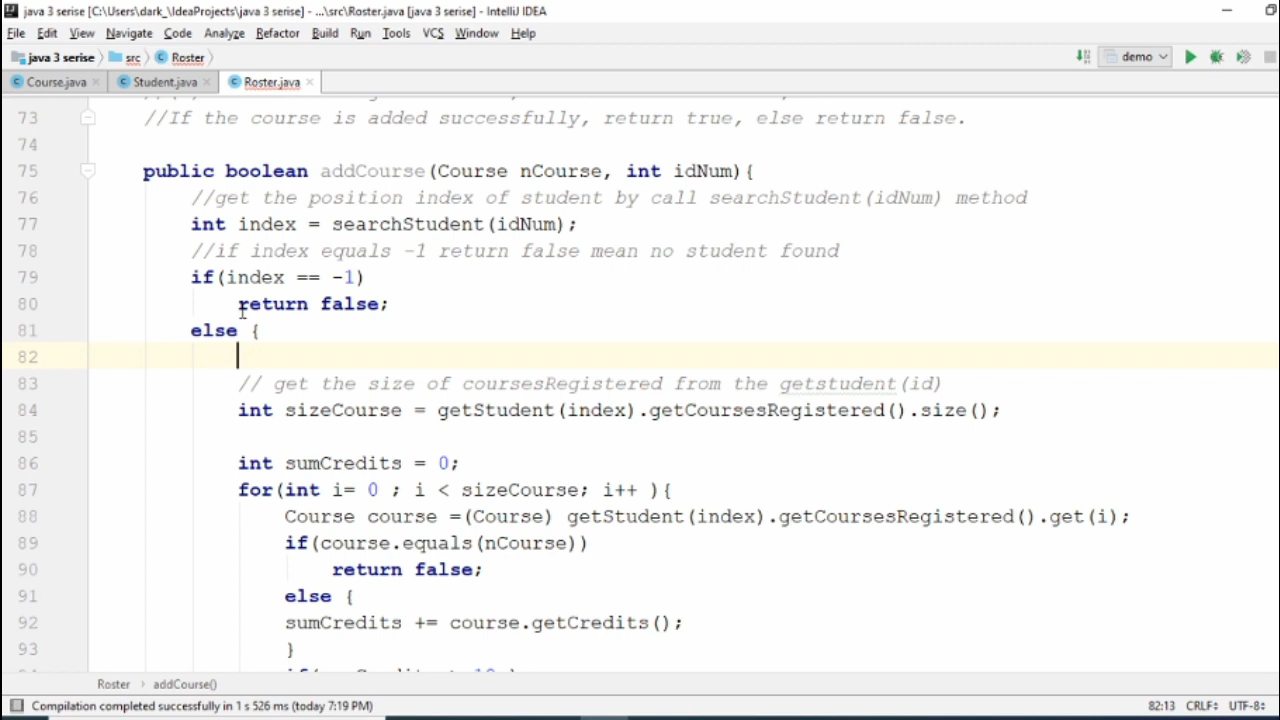 java 3 serise [C:\Users\dark_\IdeaProjects\java 3 serise] - ...\src\Roster.java [java 3 serise] - IntelliJ IDEA
File Edit View Navigate Code Analyze Refactor Build Run Tools VCS Window Help
java 3 serise src Roster demo
Course.java Student.java Roster.java
73 //If the course is added successfully, return true, else return false.
74
75 public boolean addCourse(Course nCourse, int idNum){
76 //get the position index of student by call searchStudent(idNum) method
77 int index = searchStudent(idNum);
78 //if index equals -1 return false mean no student found
79 if(index == -1)
80 return false;
81 else {
82
83 // get the size of coursesRegistered from the getstudent(id)
84 int sizeCourse = getStudent(index).getCoursesRegistered().size();
85
86 int sumCredits = 0;
87 for(int i= 0 ; i < sizeCourse; i++ ){
88 Course course =(Course) getStudent(index).getCoursesRegistered().get(i);
89 if(course.equals(nCourse))
90 return false;
91 else {
92 sumCredits += course.getCredits();
93 }
Roster addCourse()
Compilation completed successfully in 1 s 526 ms (today 7:19 PM) 82:13 CRLF UTF-8